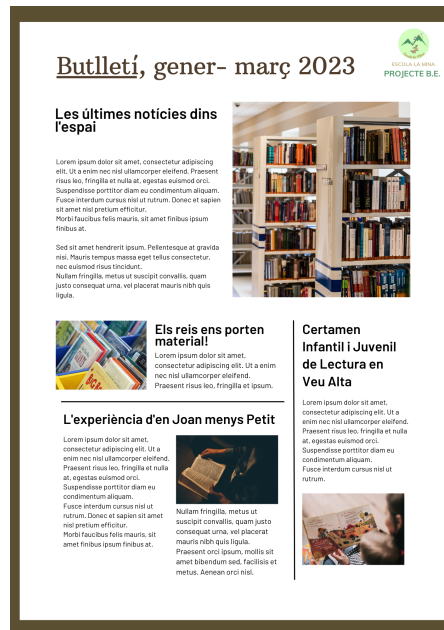 Butlletí, gener- març 2023
ESCOLA LA MINA
PROJECTE B.E.
Les últimes notícies dins
l'espai
Lorem ipsum dolor sit amet, consectetur adipiscing
elit. Ut a enim nec nisl ullamcorper eleifend. Praesent
risus leo, fringilla et nulla at, egestas euismod orci.
Suspendisse porttitor diam eu condimentum aliquam.
Fusce interdum cursus nisl ut rutrum. Donec et sapien
sit amet nisl pretium efficitur.
Morbi faucibus felis mauris, sit amet finibus ipsum
finibus at.
Sed sit amet hendrerit ipsum. Pellentesque at gravida
nisi. Mauris tempus massa eget tellus consectetur,
nec euismod risus tincidunt.
Nullam fringilla, metus ut suscipit convallis, quam
justo consequat urna, vel placerat mauris nibh quis
ligula.
Els reis ens porten
material!
Lorem ipsum dolor sit amet,
consectetur adipiscing elit. Ut a enim
nec nisl ullamcorper eleifend.
Praesent risus leo, fringilla et ipsum.
L'experiència d'en Joan menys Petit
Lorem ipsum dolor sit amet,
consectetur adipiscing elit. Ut a
enim nec nisl ullamcorper eleifend.
Praesent risus leo, fringilla et nulla
at, egestas euismod orci.
Suspendisse porttitor diam eu
condimentum aliquam.
Fusce interdum cursus nisl ut
rutrum. Donec et sapien sit amet
nisl pretium efficitur.
Morbi faucibus felis mauris, sit
amet finibus ipsum finibus at.
Nullam fringilla, metus ut
suscipit convallis, quam justo
consequat urna, vel placerat
mauris nibh quis ligula.
Praesent orci ipsum, mollis sit
amet bibendum sed, facilisis et
metus. Aenean orci nisl.
Certamen
Infantil i Juvenil
de Lectura en
Veu Alta
Lorem ipsum dolor sit amet,
consectetur adipiscing elit. Ut a
enim nec nisl ullamcorper eleifend.
Praesent risus leo, fringilla et nulla
at, egestas euismod orci.
Suspendisse porttitor diam eu
condimentum aliquam.
Fusce interdum cursus nisl ut
rutrum.